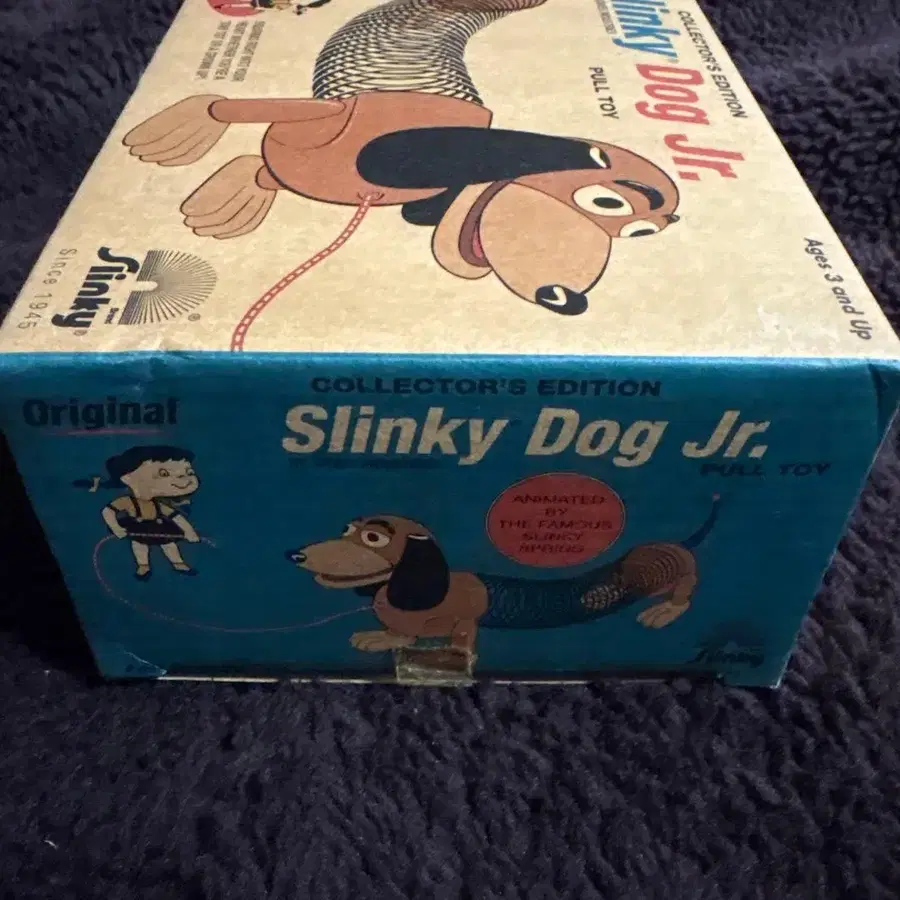 COLLECTOR'S EDITION
Slinky Dog Jr.
PULL TOY
Ages 3 and Up
Slinky®
Since 1945
COLLECTOR'S EDITION
Original
Slinky Dog Jr.
PULL TOY
ANIMATED
BY
THE FAMOUS
SLINKY
SPRING
Slinky